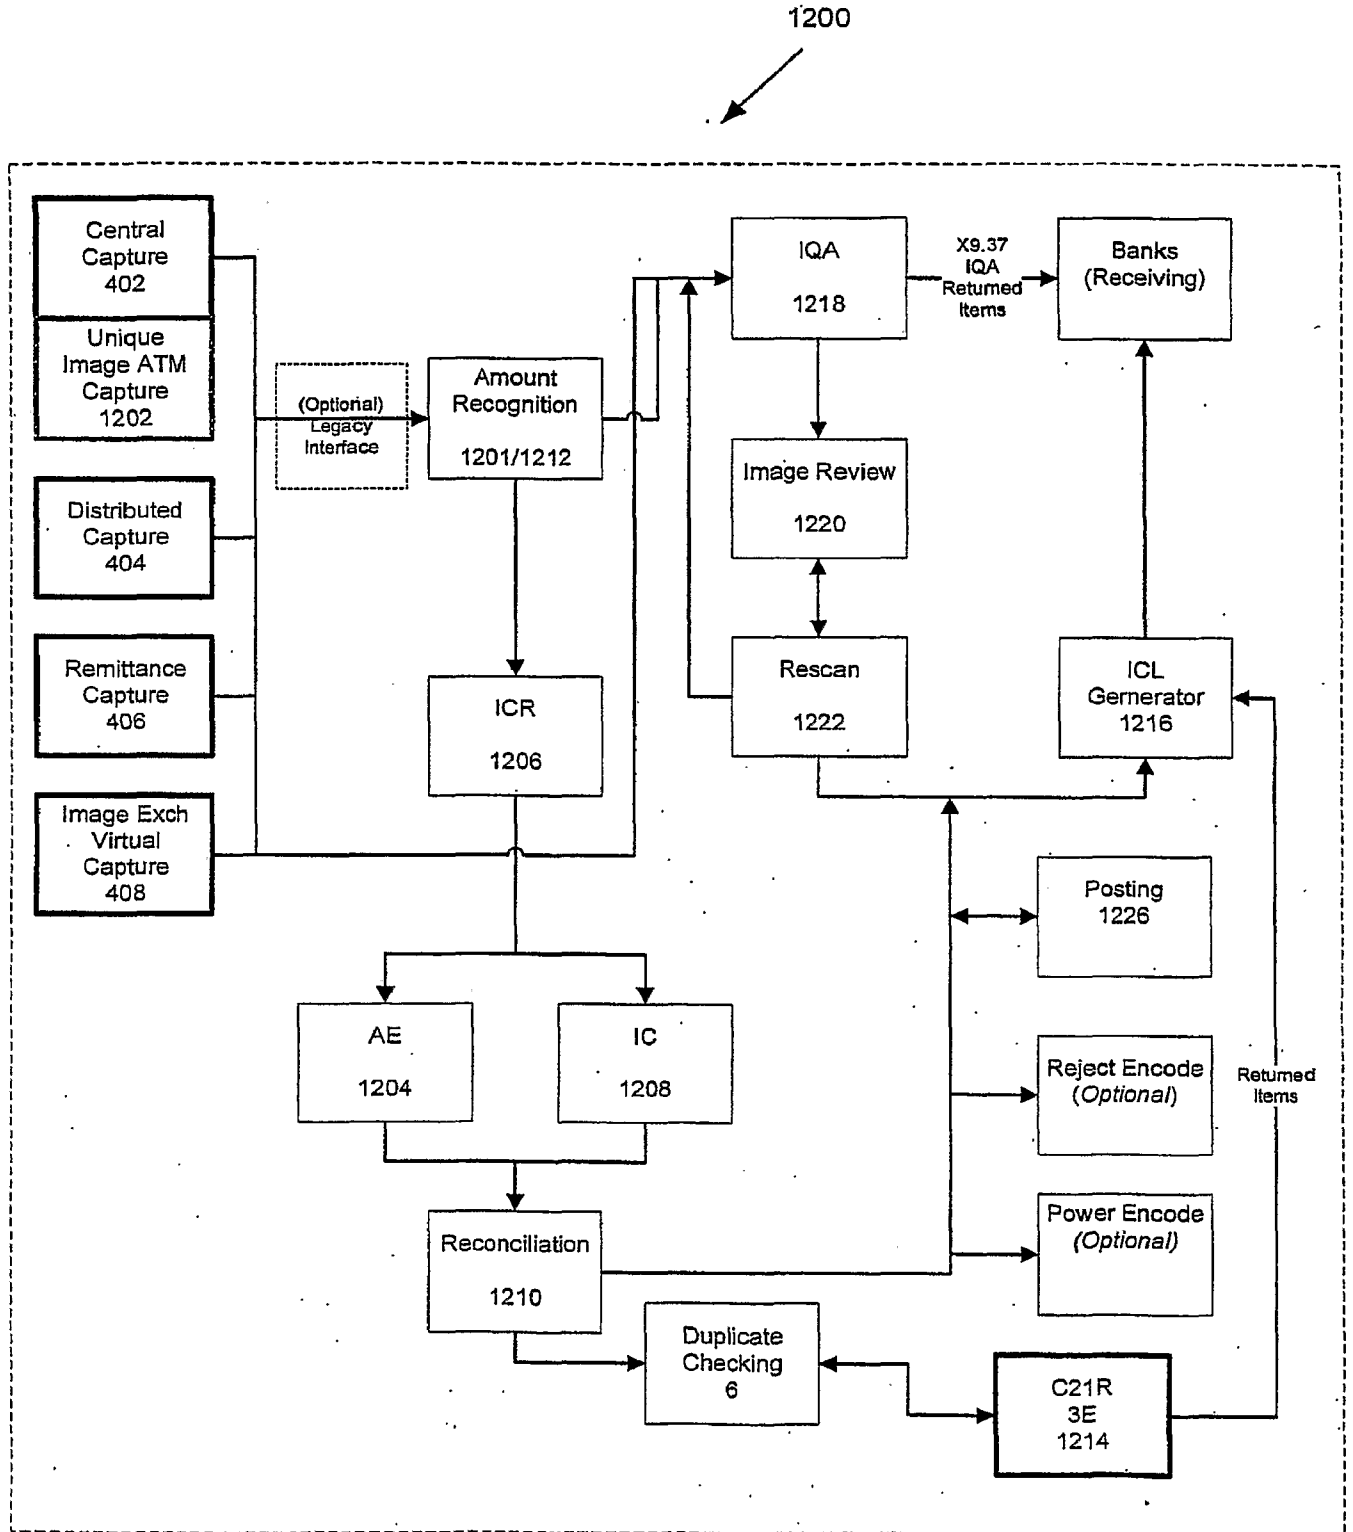 1200
Central
Capture
402
Unique
Image ATM
Capture
1202
Distributed
Capture
404
Remittance
Capture
406
Image Exch
Virtual
Capture
408
(Optional)
Legacy
Interface
Amount
Recognition
1201/1212
ICR
1206
AE
1204
IC
1208
Reconciliation
1210
Duplicate
Checking
6
IQA
1218
X9.37
IQA
Returned
Items
Banks
(Receiving)
Image Review
1220
Rescan
1222
ICL
Gernerator
1216
Posting
1226
Reject Encode
(Optional)
Power Encode
(Optional)
Returned
Items
C21R
3E
1214